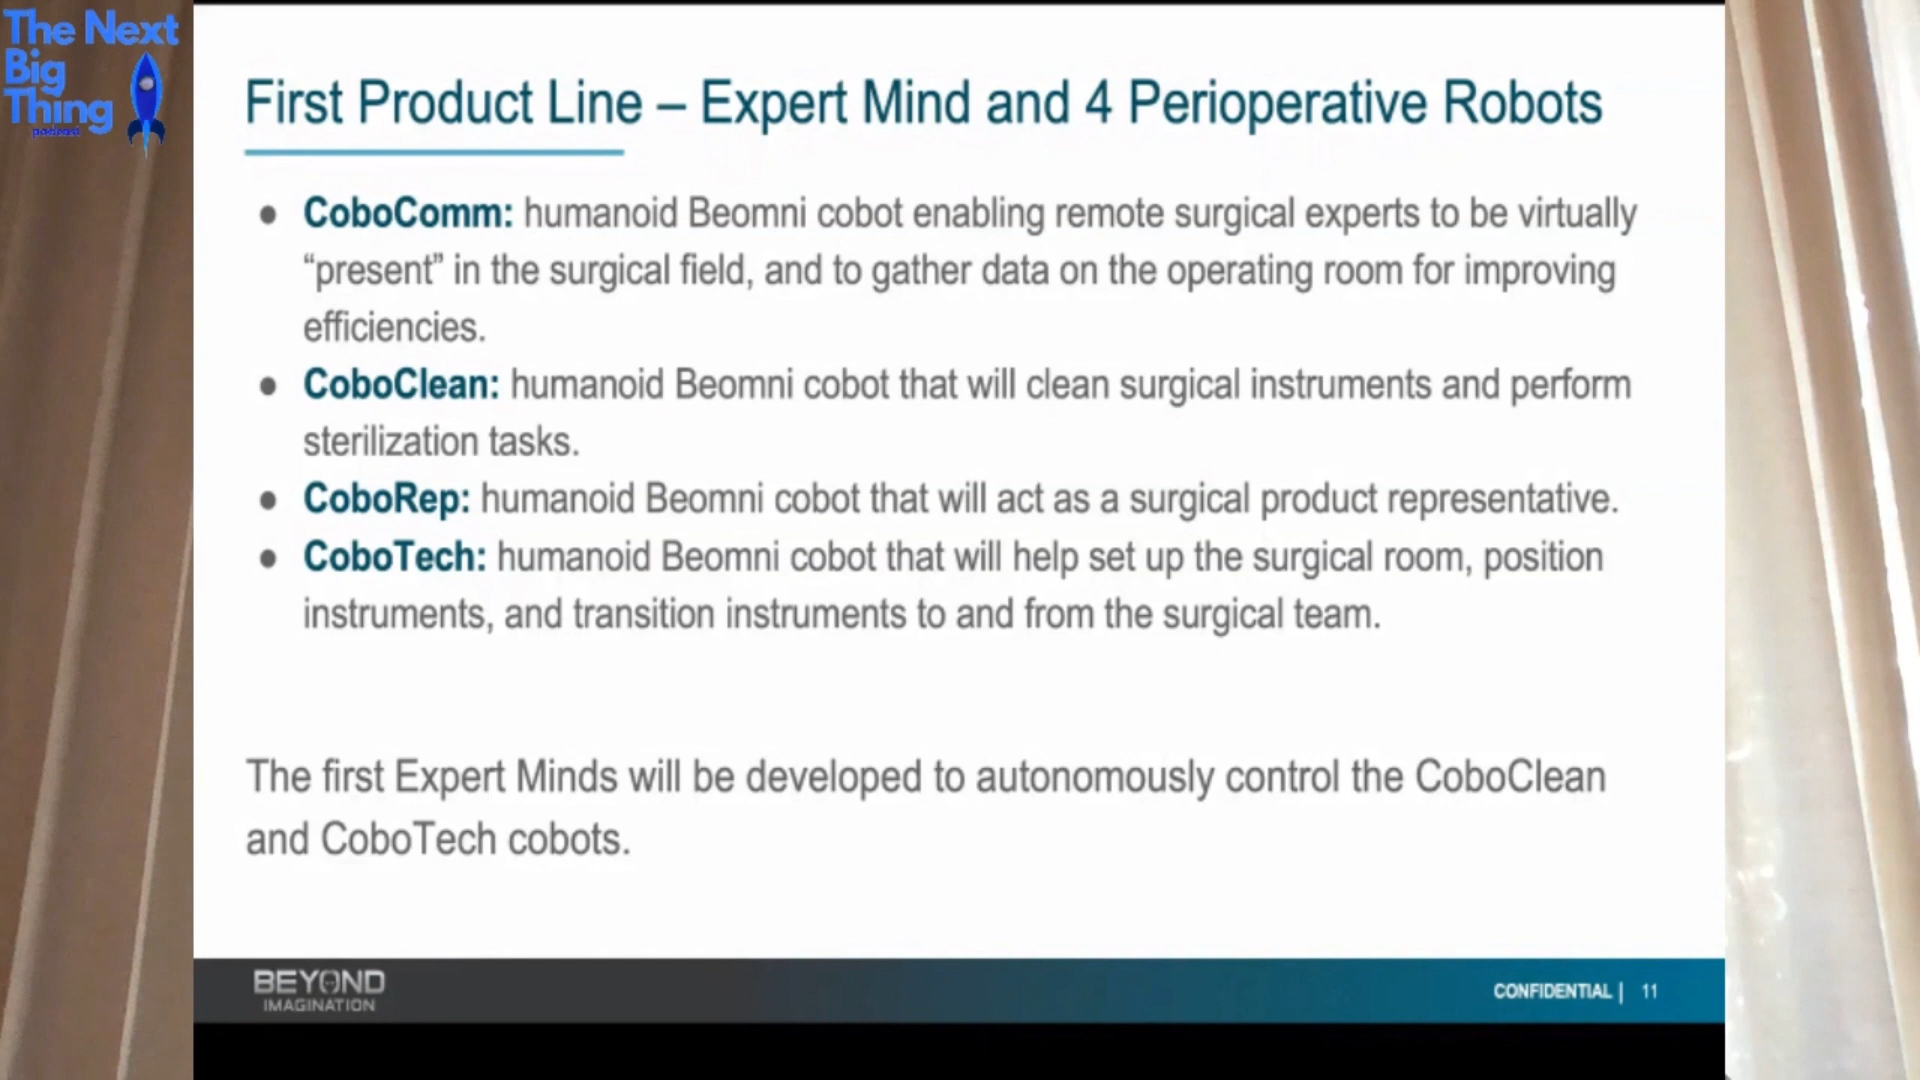 The Next
Big
Thing
podcast
First Product Line – Expert Mind and 4 Perioperative Robots
● CoboComm: humanoid Beomni cobot enabling remote surgical experts to be virtually
“present” in the surgical field, and to gather data on the operating room for improving
efficiencies.
● CoboClean: humanoid Beomni cobot that will clean surgical instruments and perform
sterilization tasks.
● CoboRep: humanoid Beomni cobot that will act as a surgical product representative.
● CoboTech: humanoid Beomni cobot that will help set up the surgical room, position
instruments, and transition instruments to and from the surgical team.
The first Expert Minds will be developed to autonomously control the CoboClean
and CoboTech cobots.
BEYOND
IMAGINATION
CONFIDENTIAL | 11